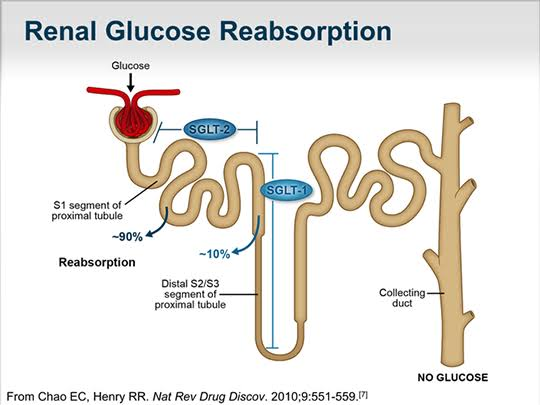 Renal Glucose Reabsorption
Glucose
SGLT-2
SGLT-1
S1 segment of
proximal tubule
~90%
~10%
Reabsorption
Distal S2/S3
segment of
proximal tubule
Collecting
duct
NO GLUCOSE
From Chao EC, Henry RR. Nat Rev Drug Discov. 2010;9:551-559.[7]